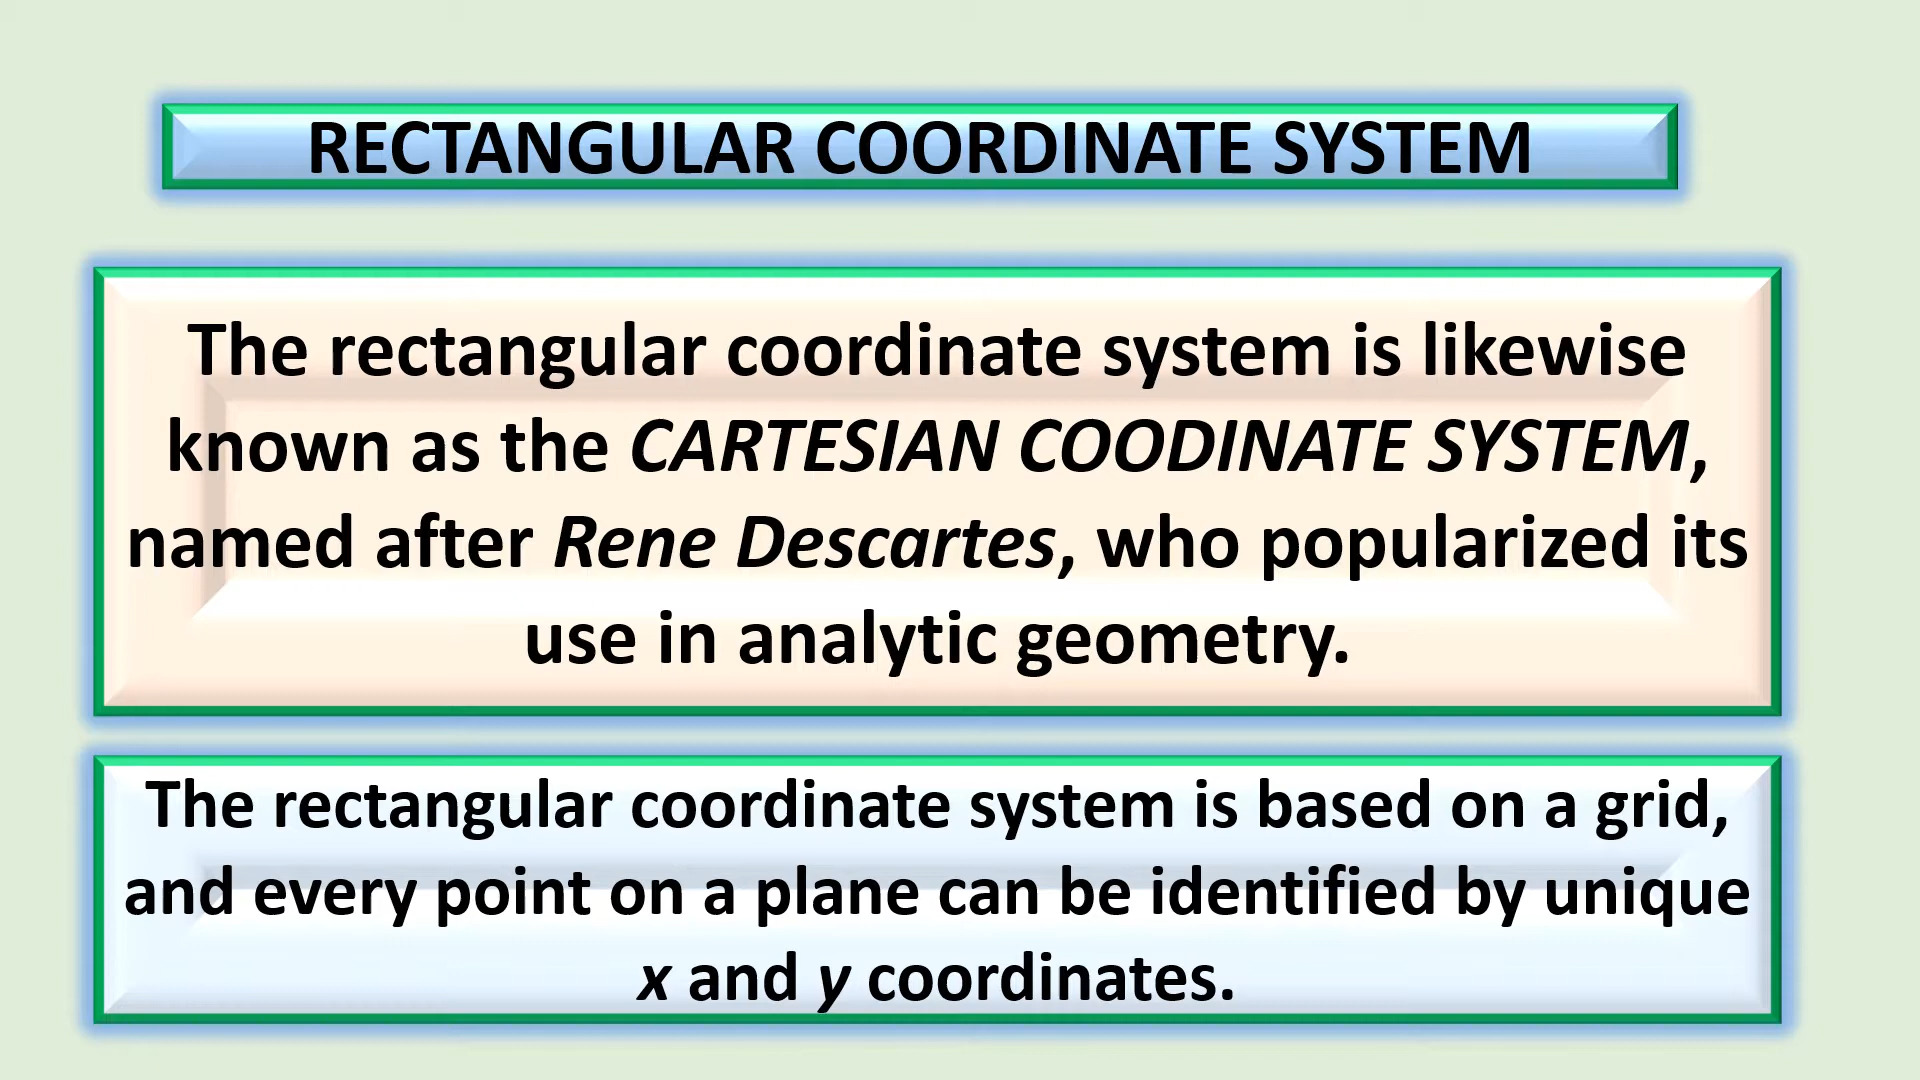 RECTANGULAR COORDINATE SYSTEM
The rectangular coordinate system is likewise
known as the CARTESIAN COODINATE SYSTEM,
named after Rene Descartes, who popularized its
use in analytic geometry.
The rectangular coordinate system is based on a grid,
and every point on a plane can be identified by unique
x and y coordinates.